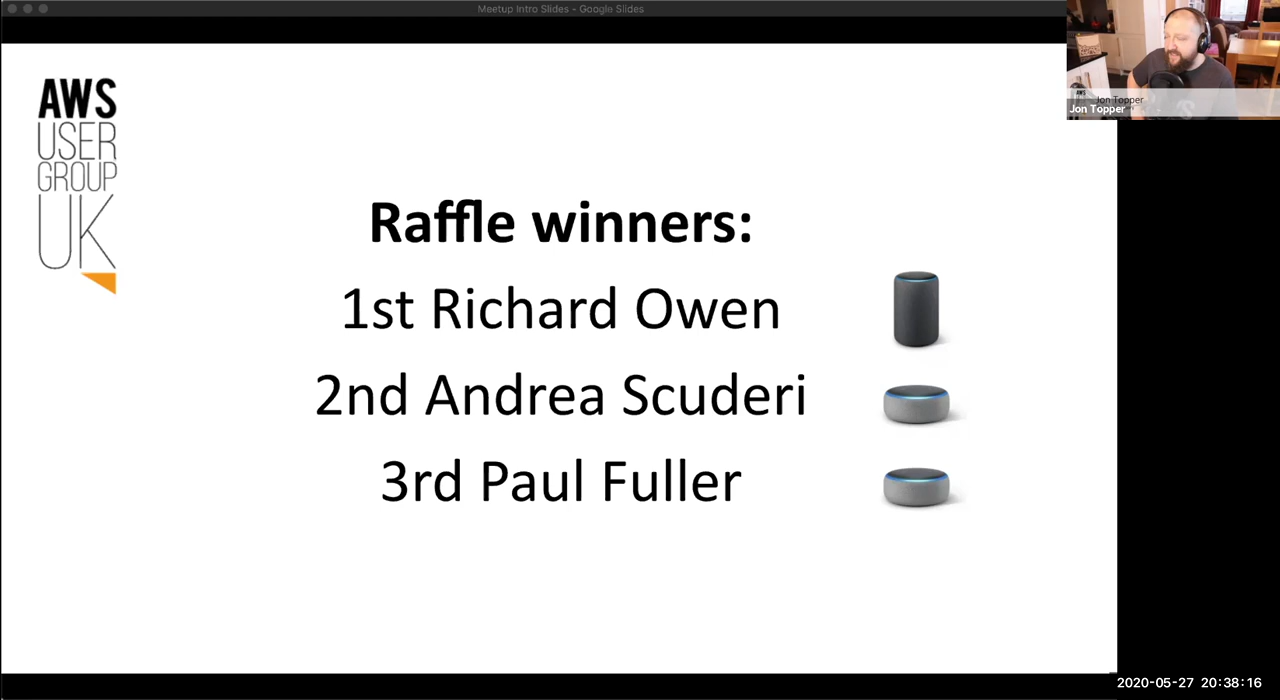 Meetup Intro Slides - Google Slides
AWS
USER
GROUP
UK
Raffle winners:
1st Richard Owen
2nd Andrea Scuderi
3rd Paul Fuller
AWS
Jon Topper
Jon Topper
2020-05-27 20:38:16